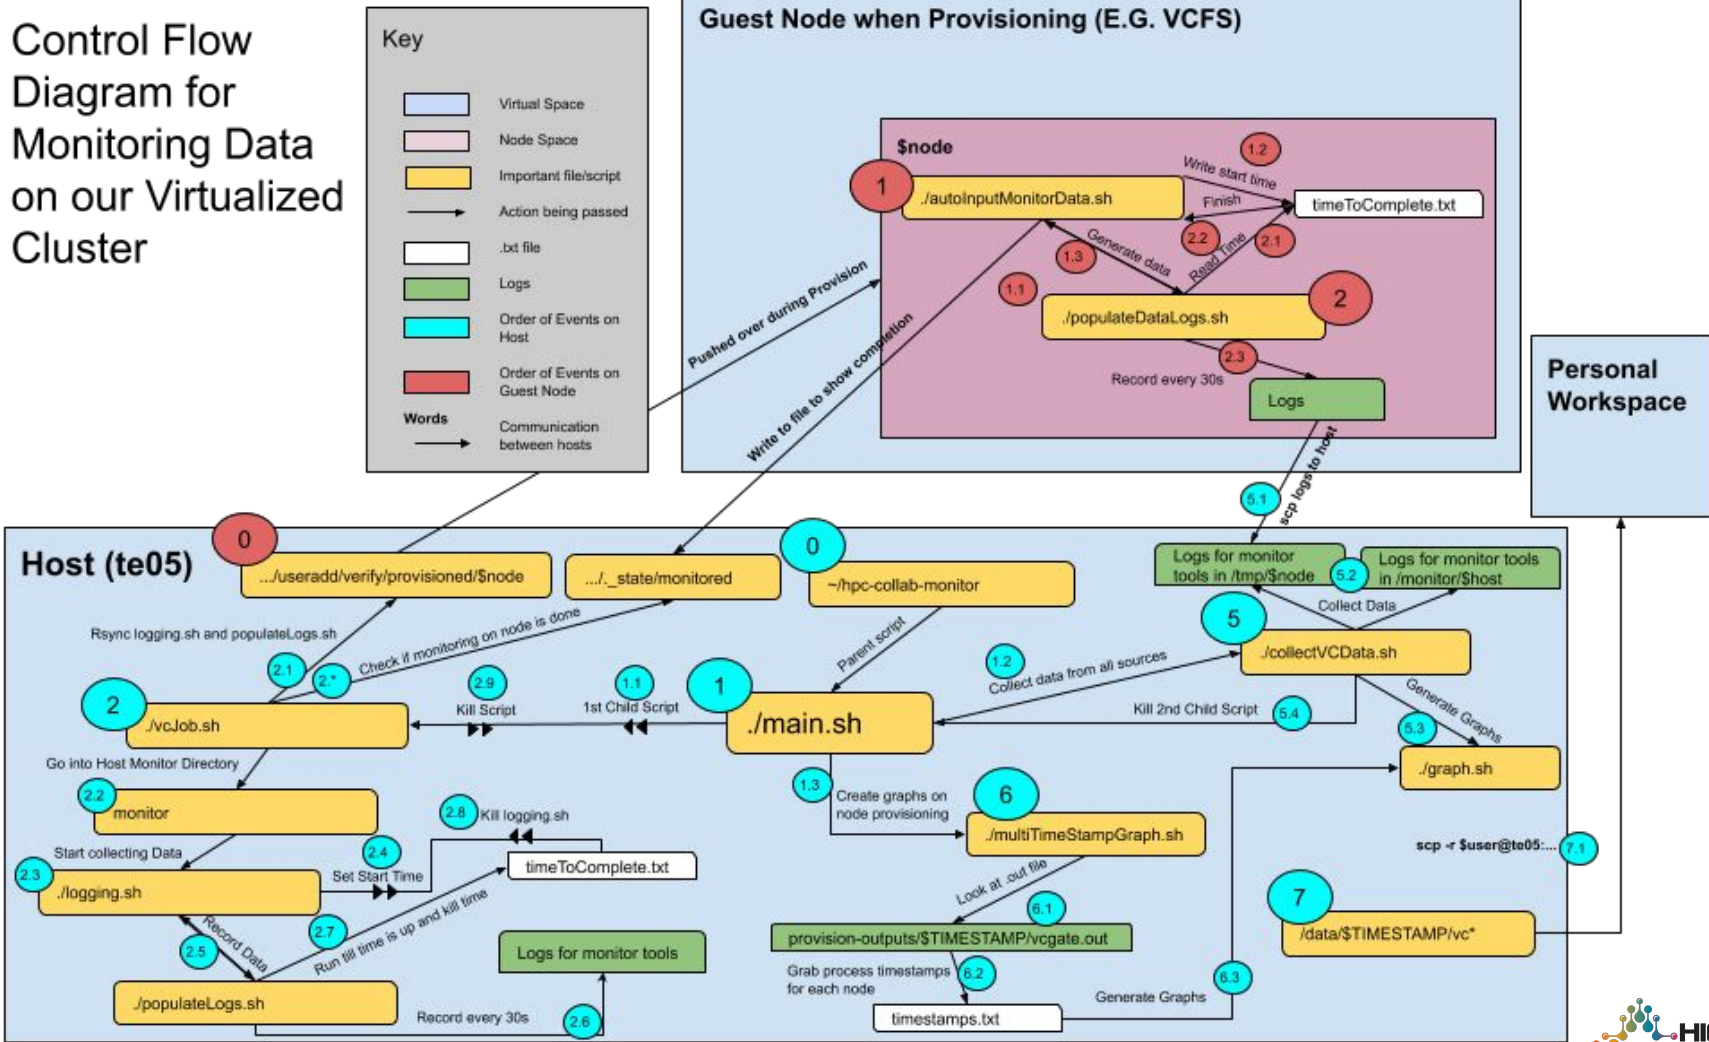 Control Flow
Diagram for
Monitoring Data
on our Virtualized
Cluster
Key
Virtual Space
Node Space
Important file/script
Action being passed
.txt file
Logs
Order of Events on
Host
Order of Events on
Guest Node
Words
Communication
between hosts
Guest Node when Provisioning (E.G. VCFS)
$node
1
./autoInputMonitorData.sh
1.2
Write start time
Finish
timeToComplete.txt
2.2
2.1
Read Time
1.3
Generate data
1.1
2
./populateDataLogs.sh
2.3
Record every 30s
Logs
Pushed over during Provision
Write to file to show completion
5.1
scp logs to host
Personal
Workspace
Host (te05)
0
.../useradd/verify/provisioned/$node
.../._state/monitored
0
~/hpc-collab-monitor
Logs for monitor
tools in /tmp/$node
5.2
Logs for monitor tools
in /monitor/$host
Collect Data
Rsync logging.sh and populateLogs.sh
2.1
2.*
Check if monitoring on node is done
Parent script
5
./collectVCData.sh
1.2
Collect data from all sources
2
./vcJob.sh
2.9
Kill Script
1.1
1st Child Script
1
./main.sh
Kill 2nd Child Script
5.4
Generate Graphs
5.3
./graph.sh
Go into Host Monitor Directory
2.2
monitor
1.3
Create graphs on
node provisioning
6
./multiTimeStampGraph.sh
2.8
Kill logging.sh
Start collecting Data
2.4
Set Start Time
timeToComplete.txt
2.3
./logging.sh
scp -r $user@te05:...
7.1
Look at .out file
6.1
7
/data/$TIMESTAMP/vc*
2.5
Record Data
2.7
Run till time is up and kill time
Logs for monitor tools
provision-outputs/$TIMESTAMP/vcgate.out
Grab process timestamps
for each node
6.2
6.3
./populateLogs.sh
Record every 30s
2.6
timestamps.txt
Generate Graphs